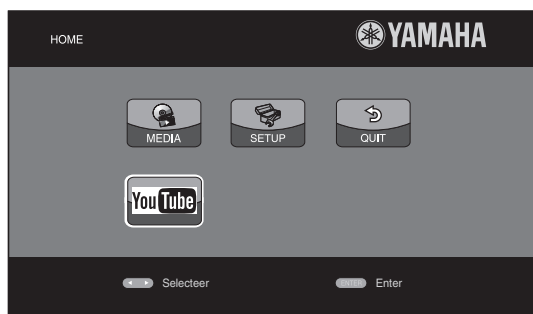 HOME
YAMAHA
MEDIA
SETUP
QUIT
You Tube
Selecteer
ENTER Enter